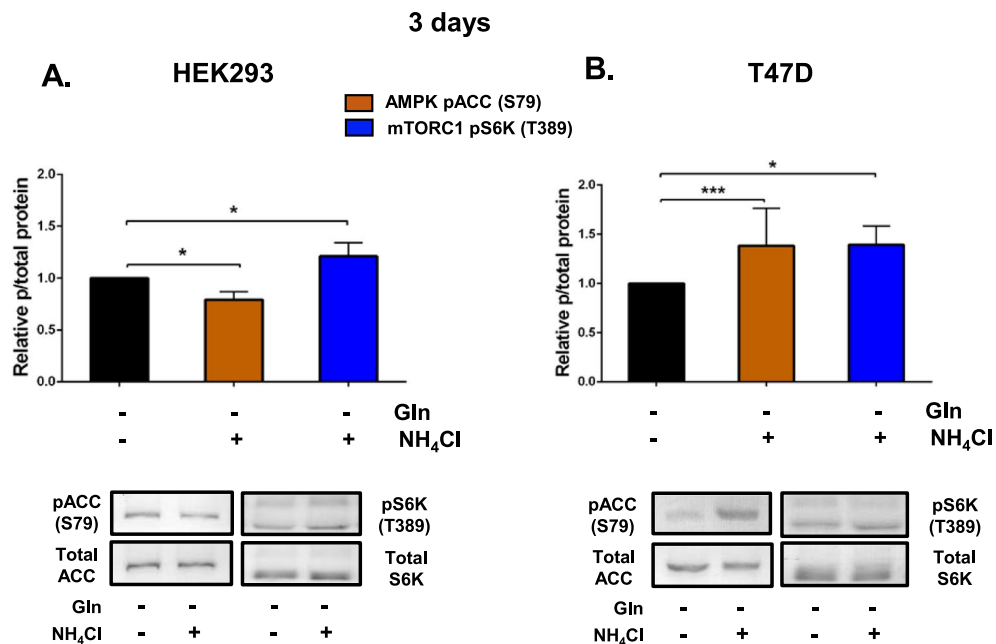 3 days
A.
HEK293
B.
T47D
AMPK pACC (S79)
mTORC1 pS6K (T389)
Relative p/total protein
2.0
1.5
1.0
0.5
0.0
*
*
- - - Gln
- + + NH₄Cl
Relative p/total protein
2.0
1.5
1.0
0.5
0.0
*
***
- - - Gln
- + + NH₄Cl
pACC
(S79)
pS6K
(T389)
Total
ACC
Total
S6K
Gln - - - -
NH₄Cl - + - +
pACC
(S79)
pS6K
(T389)
Total
ACC
Total
S6K
Gln - - - -
NH₄Cl - + - +